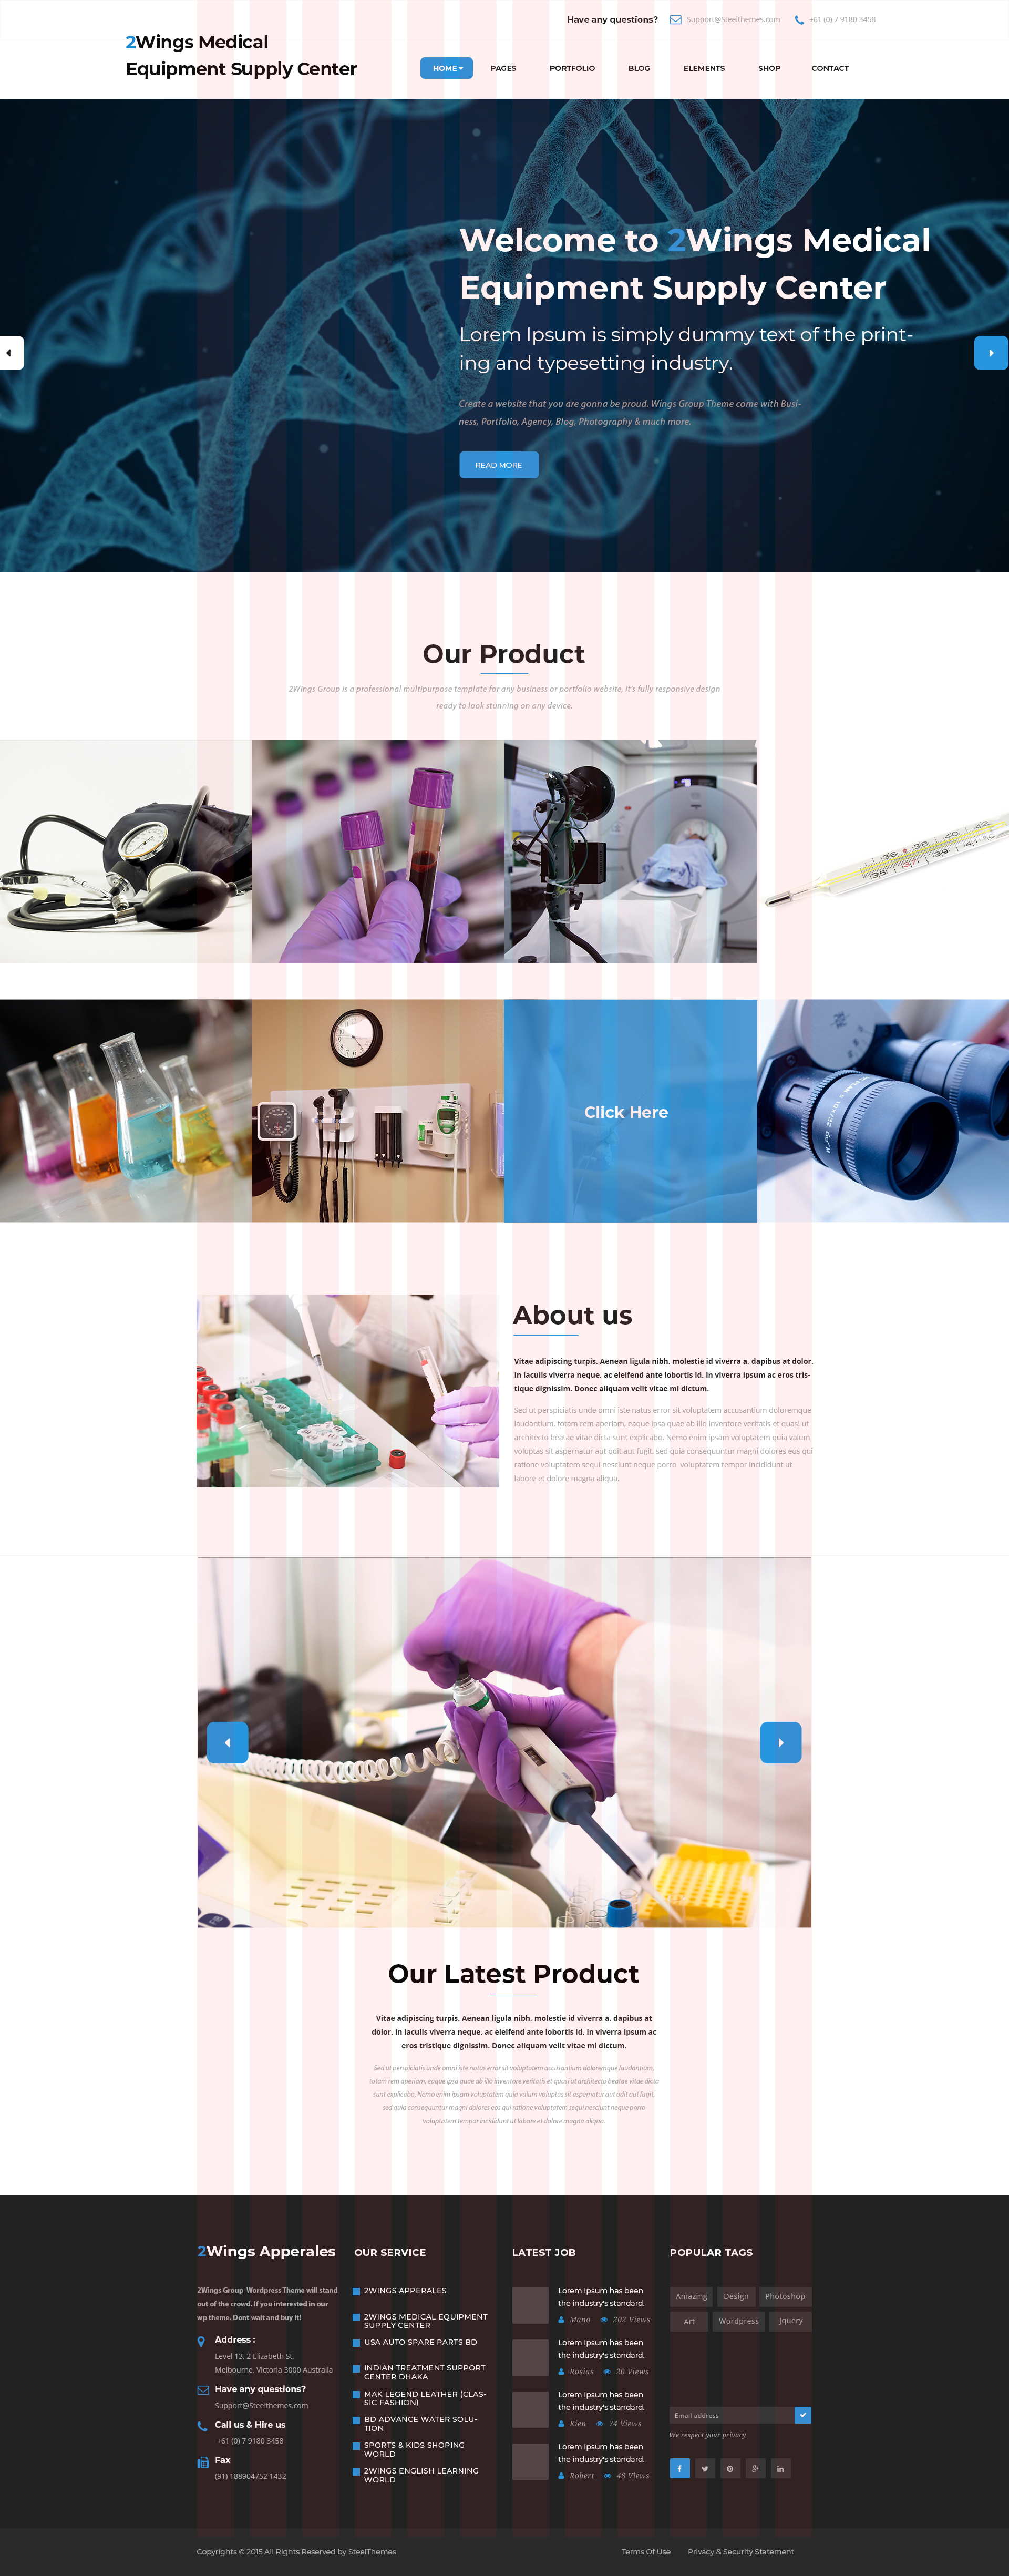 Have any questions?
Support@Steelthemes.com
+61 (0) 7 9180 3458
2Wings Medical
Equipment Supply Center
HOME
PAGES
PORTFOLIO
BLOG
ELEMENTS
SHOP
CONTACT
Welcome to 2Wings Medical
Equipment Supply Center
Lorem Ipsum is simply dummy text of the print-
ing and typesetting industry.
Create a website that you are gonna be proud. Wings Group Theme come with Busi-
ness, Portfolio, Agency, Blog, Photography & much more.
READ MORE
Our Product
2Wings Group is a professional multipurpose template for any business or portfolio website, it's fully responsive design
ready to look stunning on any device.
Click Here
About us
Vitae adipiscing turpis. Aenean ligula nibh, molestie id viverra a, dapibus at dolor.
In iaculis viverra neque, ac eleifend ante lobortis id. In viverra ipsum ac eros tris-
tique dignissim. Donec aliquam velit vitae mi dictum.
Sed ut perspiciatis unde omni iste natus error sit voluptatem accusantium doloremque
laudantium, totam rem aperiam, eaque ipsa quae ab illo inventore veritatis et quasi ut
architecto beatae vitae dicta sunt explicabo. Nemo enim ipsam voluptatem quia valum
voluptas sit aspernatur aut odit aut fugit, sed quia consequuntur magni dolores eos qui
ratione voluptatem sequi nesciunt neque porro voluptatem tempor incididunt ut
labore et dolore magna aliqua.
Our Latest Product
Vitae adipiscing turpis. Aenean ligula nibh, molestie id viverra a, dapibus at
dolor. In iaculis viverra neque, ac eleifend ante lobortis id. In viverra ipsum ac
eros tristique dignissim. Donec aliquam velit vitae mi dictum.
Sed ut perspiciatis unde omni iste natus error sit voluptatem accusantium doloremque laudantium,
totam rem aperiam, eaque ipsa quae ab illo inventore veritatis et quasi ut architecto beatae vitae dicta
sunt explicabo. Nemo enim ipsam voluptatem quia valum voluptas sit aspernatur aut odit aut fugit,
sed quia consequuntur magni dolores eos qui ratione voluptatem sequi nesciunt neque porro
voluptatem tempor incididunt ut labore et dolore magna aliqua.
2Wings Apperales
2Wings Group Wordpress Theme will stand
out of the crowd. If you interested in our
wp theme. Dont wait and buy it!
Address :
Level 13, 2 Elizabeth St,
Melbourne, Victoria 3000 Australia
Have any questions?
Support@Steelthemes.com
Call us & Hire us
+61 (0) 7 9180 3458
Fax
(91) 188904752 1432
OUR SERVICE
2WINGS APPERALES
2WINGS MEDICAL EQUIPMENT
SUPPLY CENTER
USA AUTO SPARE PARTS BD
INDIAN TREATMENT SUPPORT
CENTER DHAKA
MAK LEGEND LEATHER (CLAS-
SIC FASHION)
BD ADVANCE WATER SOLU-
TION
SPORTS & KIDS SHOPING
WORLD
2WINGS ENGLISH LEARNING
WORLD
LATEST JOB
Lorem Ipsum has been
the industry's standard.
Mano 202 Views
Lorem Ipsum has been
the industry's standard.
Rosias 20 Views
Lorem Ipsum has been
the industry's standard.
Kien 74 Views
Lorem Ipsum has been
the industry's standard.
Robert 48 Views
POPULAR TAGS
Amazing
Design
Photoshop
Art
Wordpress
Jquery
Email address
We respect your privacy
Copyrights © 2015 All Rights Reserved by SteelThemes
Terms Of Use
Privacy & Security Statement